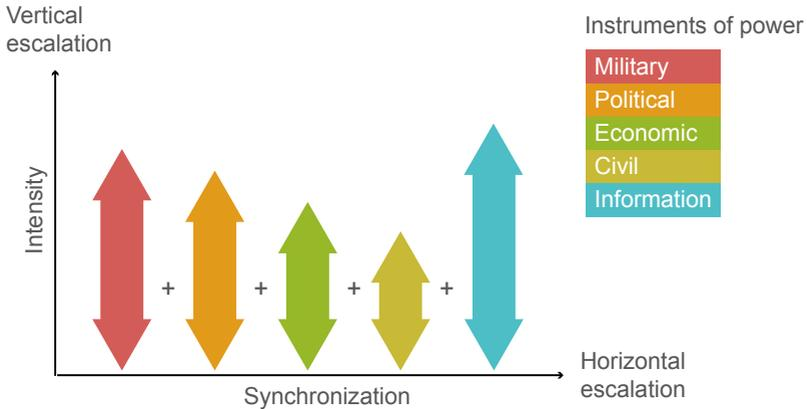 Vertical
escalation
Instruments of power
Military
Political
Economic
Civil
Information
Intensity
+ + + +
Horizontal
escalation
Synchronization